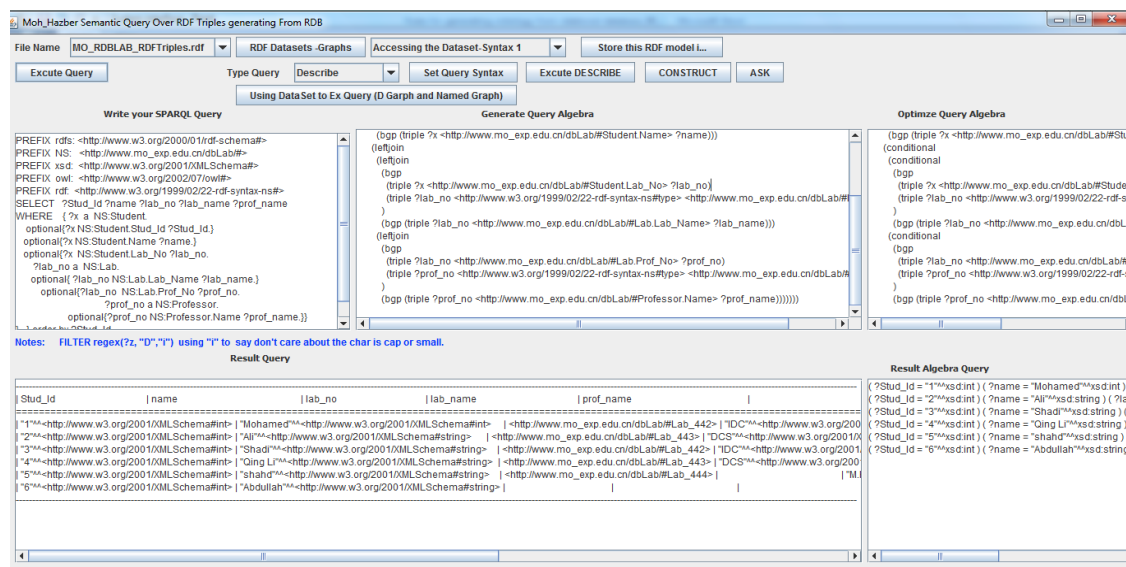 Moh_Hazber Semantic Query Over RDF Triples generating From RDB
File Name MO_RDBLAB_RDFTriples.rdf RDF Datasets -Graphs Accessing the Dataset-Syntax 1 Store this RDF model i...
Excute Query Type Query Describe Set Query Syntax Excute DESCRIBE CONSTRUCT ASK
Using DataSet to Ex Query (D Garph and Named Graph)
Write your SPARQL Query
PREFIX rdfs: <http://www.w3.org/2000/01/rdf-schema#>
PREFIX NS: <http://www.mo_exp.edu.cn/dbLab/#>
PREFIX xsd: <http://www.w3.org/2001/XMLSchema#>
PREFIX owl: <http://www.w3.org/2002/07/owl#>
PREFIX rdf: <http://www.w3.org/1999/02/22-rdf-syntax-ns#>
SELECT ?Stud_Id ?name ?lab_no ?lab_name ?prof_name
WHERE { ?x a NS:Student.
optional{?x NS:Student.Stud_Id ?Stud_Id.}
optional{?x NS:Student.Name ?name.}
optional{?x NS:Student.Lab_No ?lab_no.
?lab_no a NS:Lab.
optional{ ?lab_no NS:Lab.Lab_Name ?lab_name.}
optional{?lab_no NS:Lab.Prof_No ?prof_no.
?prof_no a NS:Professor.
optional{?prof_no NS:Professor.Name ?prof_name.}}
} } order by ?Stud_Id
Generate Query Algebra
(bgp (triple ?x <http://www.mo_exp.edu.cn/dbLab/#Student.Name> ?name)))
(leftjoin
(leftjoin
(bgp
(triple ?x <http://www.mo_exp.edu.cn/dbLab/#Student.Lab_No> ?lab_no)
(triple ?lab_no <http://www.w3.org/1999/02/22-rdf-syntax-ns#type> <http://www.mo_exp.edu.cn/dbLab/#
)
(bgp (triple ?lab_no <http://www.mo_exp.edu.cn/dbLab/#Lab.Lab_Name> ?lab_name)))
(leftjoin
(bgp
(triple ?lab_no <http://www.mo_exp.edu.cn/dbLab/#Lab.Prof_No> ?prof_no)
(triple ?prof_no <http://www.w3.org/1999/02/22-rdf-syntax-ns#type> <http://www.mo_exp.edu.cn/dbLab/#
)
(bgp (triple ?prof_no <http://www.mo_exp.edu.cn/dbLab/#Professor.Name> ?prof_name)))))))
Optimze Query Algebra
(bgp (triple ?x <http://www.mo_exp.edu.cn/dbLab/#Stu
(conditional
(conditional
(bgp
(triple ?x <http://www.mo_exp.edu.cn/dbLab/#Stude
(triple ?lab_no <http://www.w3.org/1999/02/22-rdf-s
)
(bgp (triple ?lab_no <http://www.mo_exp.edu.cn/dbL
(conditional
(bgp
(triple ?lab_no <http://www.mo_exp.edu.cn/dbLab/#
(triple ?prof_no <http://www.w3.org/1999/02/22-rdf-
)
(bgp (triple ?prof_no <http://www.mo_exp.edu.cn/dbl
Notes: FILTER regex(?z, "D","i") using "i" to say don't care about the char is cap or small.
Result Query
| Stud_Id | name | lab_no | lab_name | prof_name |
| "1"^^<http://www.w3.org/2001/XMLSchema#int> | "Mohamed"^^<http://www.w3.org/2001/XMLSchema#int> | <http://www.mo_exp.edu.cn/dbLab/#Lab_442> | "IDC"^^<http://www.w3.org/200
| "2"^^<http://www.w3.org/2001/XMLSchema#int> | "Ali"^^<http://www.w3.org/2001/XMLSchema#string> | <http://www.mo_exp.edu.cn/dbLab/#Lab_443> | "DCS"^^<http://www.w3.org/2001/X
| "3"^^<http://www.w3.org/2001/XMLSchema#int> | "Shadi"^^<http://www.w3.org/2001/XMLSchema#string> | <http://www.mo_exp.edu.cn/dbLab/#Lab_442> | "IDC"^^<http://www.w3.org/2001
| "4"^^<http://www.w3.org/2001/XMLSchema#int> | "Qing Li"^^<http://www.w3.org/2001/XMLSchema#string> | <http://www.mo_exp.edu.cn/dbLab/#Lab_443> | "DCS"^^<http://www.w3.org/200
| "5"^^<http://www.w3.org/2001/XMLSchema#int> | "shahd"^^<http://www.w3.org/2001/XMLSchema#string> | <http://www.mo_exp.edu.cn/dbLab/#Lab_444> | | "M.
| "6"^^<http://www.w3.org/2001/XMLSchema#int> | "Abdullah"^^<http://www.w3.org/2001/XMLSchema#string> | | |
Result Algebra Query
( ?Stud_Id = "1"^^xsd:int ) ( ?name = "Mohamed"^^xsd:int )
( ?Stud_Id = "2"^^xsd:int ) ( ?name = "Ali"^^xsd:string ) ( ?la
( ?Stud_Id = "3"^^xsd:int ) ( ?name = "Shadi"^^xsd:string ) (
( ?Stud_Id = "4"^^xsd:int ) ( ?name = "Qing Li"^^xsd:string )
( ?Stud_Id = "5"^^xsd:int ) ( ?name = "shahd"^^xsd:string )
( ?Stud_Id = "6"^^xsd:int ) ( ?name = "Abdullah"^^xsd:string